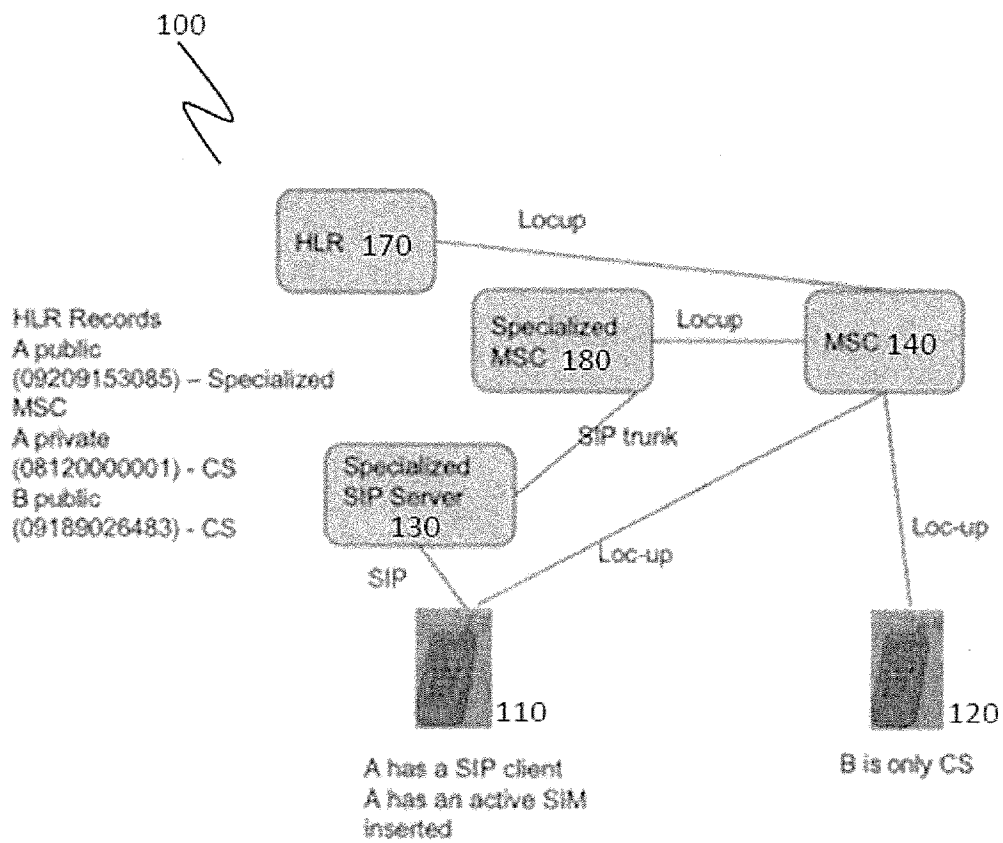 100
Locup
HLR 170
HLR Records
A public
(09209153085) – Specialized
MSC
A private
(08120000001) - CS
B public
(09189026483) - CS
Specialized
MSC 180
Locup
MSC 140
SIP trunk
Specialized
SIP Server
130
SIP
Loc-up
Loc-up
110
120
A has a SIP client
A has an active SIM
inserted
B is only CS